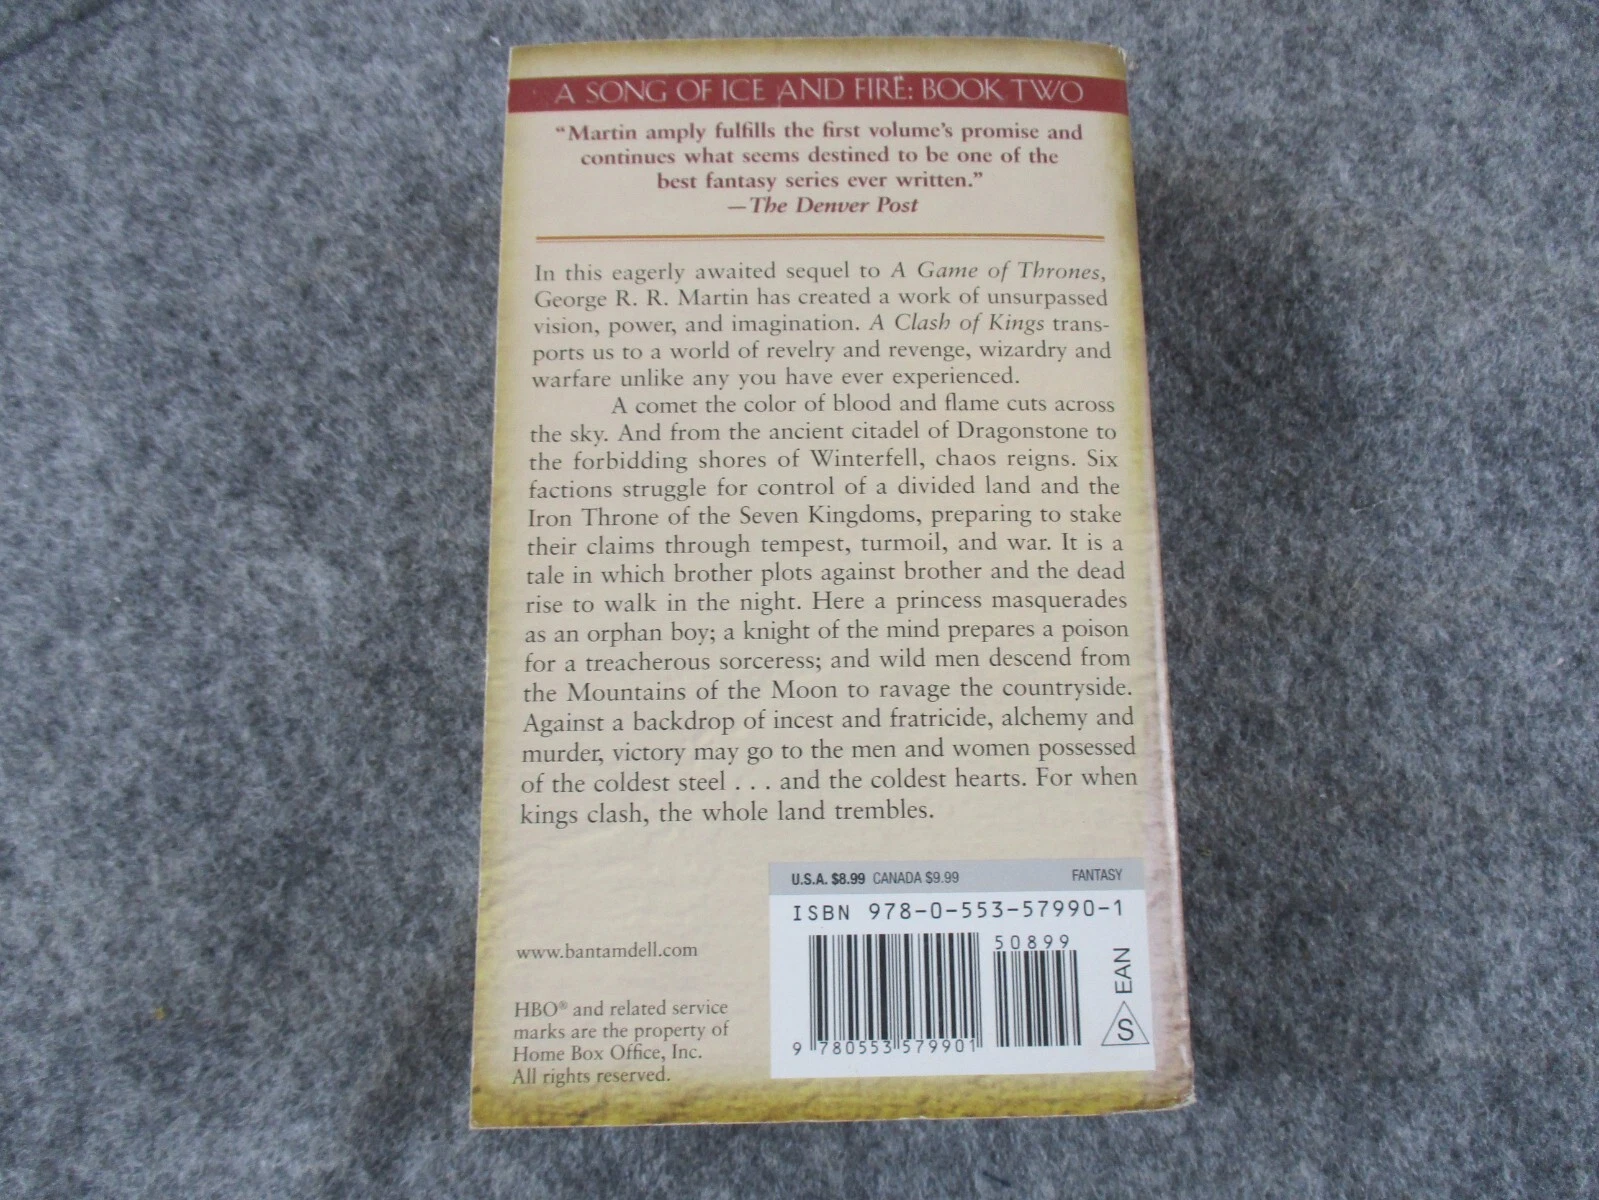 A SONG OF ICE AND FIRE: BOOK TWO
“Martin amply fulfills the first volume’s promise and
continues what seems destined to be one of the
best fantasy series ever written.”
—The Denver Post
In this eagerly awaited sequel to A Game of Thrones,
George R. R. Martin has created a work of unsurpassed
vision, power, and imagination. A Clash of Kings trans-
ports us to a world of revelry and revenge, wizardry and
warfare unlike any you have ever experienced.
A comet the color of blood and flame cuts across
the sky. And from the ancient citadel of Dragonstone to
the forbidding shores of Winterfell, chaos reigns. Six
factions struggle for control of a divided land and the
Iron Throne of the Seven Kingdoms, preparing to stake
their claims through tempest, turmoil, and war. It is a
tale in which brother plots against brother and the dead
rise to walk in the night. Here a princess masquerades
as an orphan boy; a knight of the mind prepares a poison
for a treacherous sorceress; and wild men descend from
the Mountains of the Moon to ravage the countryside.
Against a backdrop of incest and fratricide, alchemy and
murder, victory may go to the men and women possessed
of the coldest steel . . . and the coldest hearts. For when
kings clash, the whole land trembles.
U.S.A. $8.99 CANADA $9.99 FANTASY
ISBN 978-0-553-57990-1
50899
9 780553 579901
EAN
S
www.bantamdell.com
HBO® and related service
marks are the property of
Home Box Office, Inc.
All rights reserved.